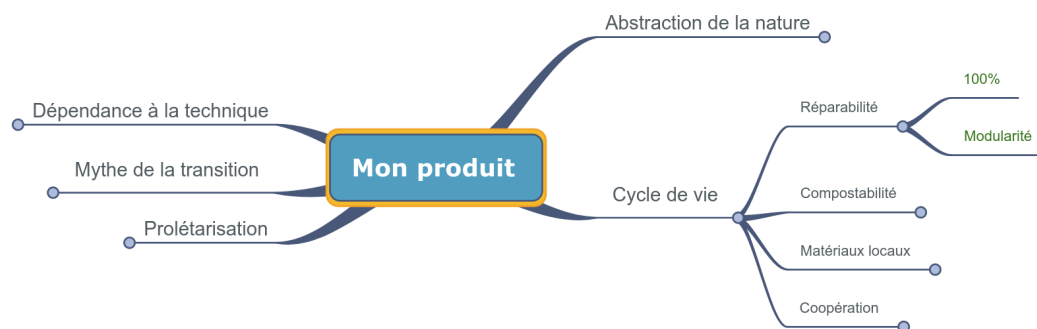 Abstraction de la nature
Dépendance à la technique
Mon produit
Mythe de la transition
Prolétarisation
Cycle de vie
Réparabilité
100%
Modularité
Compostabilité
Matériaux locaux
Coopération